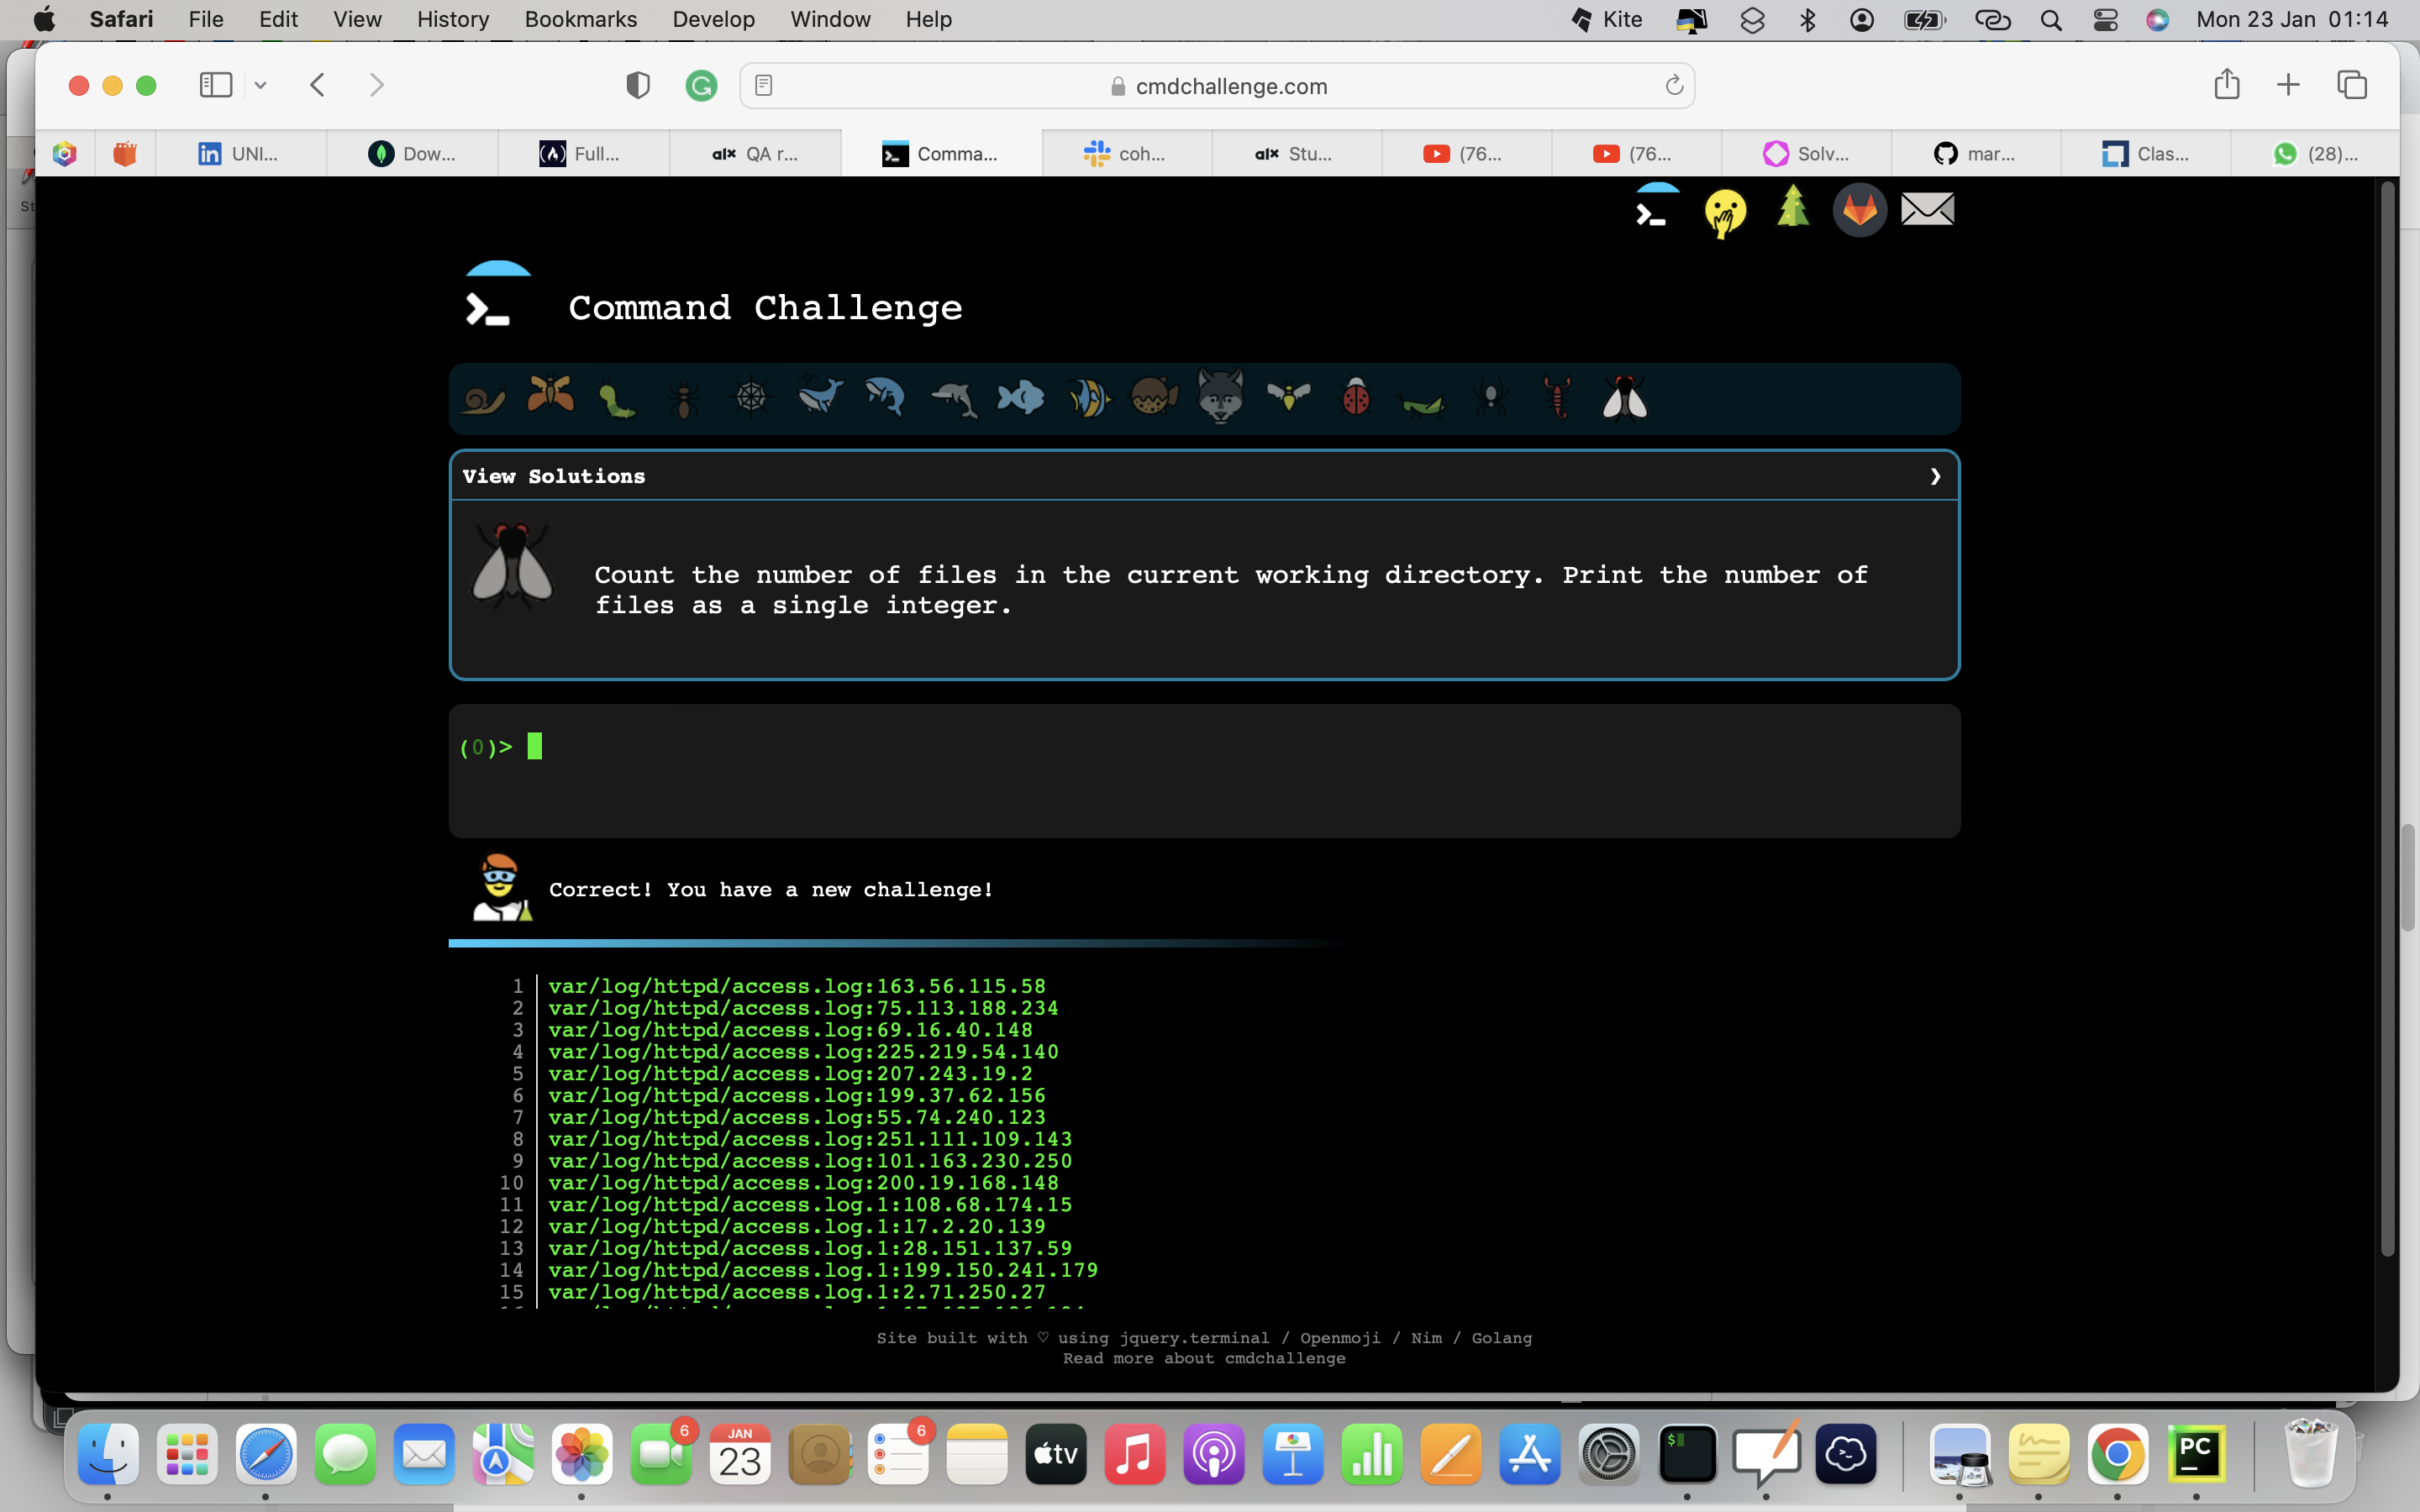 Safari File Edit View History Bookmarks Develop Window Help Kite Mon 23 Jan 01:14
cmdchallenge.com
UNI... Dow... Full... alx QA r... Comma... coh... alx Stu... (76... (76... Solv... mar... Clas... (28)...
Command Challenge
View Solutions ❯
Count the number of files in the current working directory. Print the number of
files as a single integer.
(0)>
Correct! You have a new challenge!
1 var/log/httpd/access.log:163.56.115.58
2 var/log/httpd/access.log:75.113.188.234
3 var/log/httpd/access.log:69.16.40.148
4 var/log/httpd/access.log:225.219.54.140
5 var/log/httpd/access.log:207.243.19.2
6 var/log/httpd/access.log:199.37.62.156
7 var/log/httpd/access.log:55.74.240.123
8 var/log/httpd/access.log:251.111.109.143
9 var/log/httpd/access.log:101.163.230.250
10 var/log/httpd/access.log:200.19.168.148
11 var/log/httpd/access.log.1:108.68.174.15
12 var/log/httpd/access.log.1:17.2.20.139
13 var/log/httpd/access.log.1:28.151.137.59
14 var/log/httpd/access.log.1:199.150.241.179
15 var/log/httpd/access.log.1:2.71.250.27
Site built with ♡ using jquery.terminal / Openmoji / Nim / Golang
Read more about cmdchallenge
6 JAN 23 6 tv $ PC